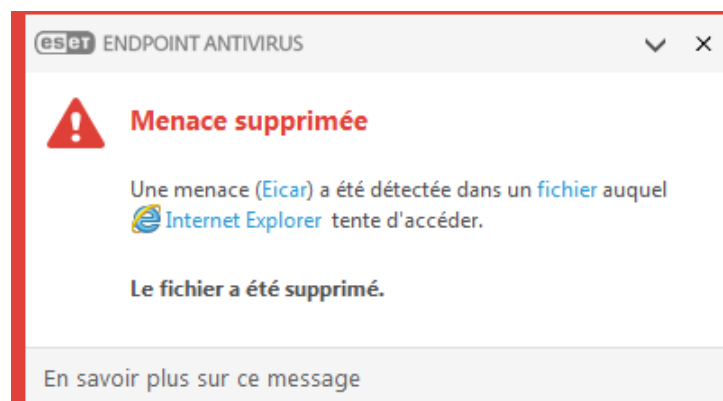 eset ENDPOINT ANTIVIRUS
Menace supprimée
Une menace (Eicar) a été détectée dans un fichier auquel
Internet Explorer tente d'accéder.
Le fichier a été supprimé.
En savoir plus sur ce message